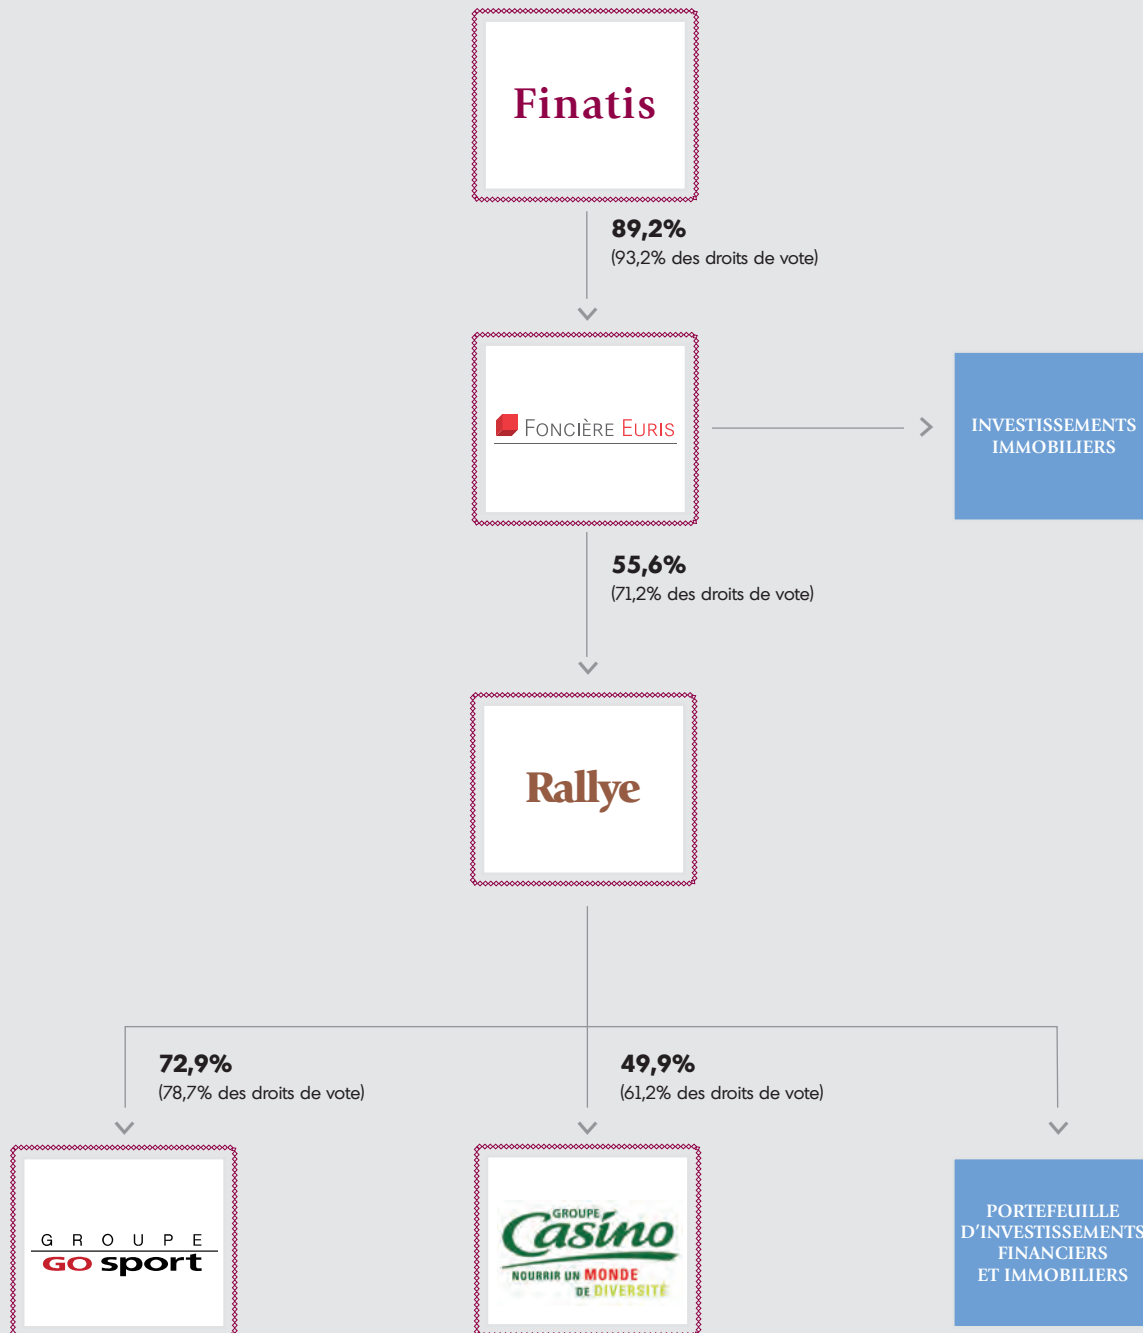 Finatis
89,2%
(93,2% des droits de vote)
FONCIÈRE EURIS
INVESTISSEMENTS
IMMOBILIERS
55,6%
(71,2% des droits de vote)
Rallye
72,9%
(78,7% des droits de vote)
49,9%
(61,2% des droits de vote)
GROUPE
GO sport
GROUPE
Casino
NOURRIR UN MONDE
DE DIVERSITÉ
PORTEFEUILLE
D’INVESTISSEMENTS
FINANCIERS
ET IMMOBILIERS